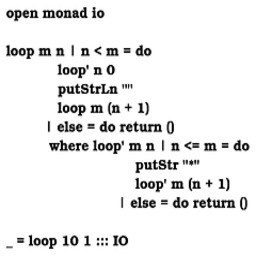 open monad io
loop m n | n < m = do
loop' n 0
putStrLn ""
loop m (n + 1)
| else = do return ()
where loop' m n | n <= m = do
putStr "*"
loop' m (n + 1)
| else = do return ()
_ = loop 10 1 ::: IO